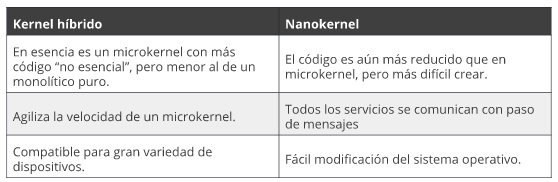 Kernel híbrido
Nanokernel
En esencia es un microkernel con más
código “no esencial”, pero menor al de un
monolítico puro.
El código es aún más reducido que en
microkernel, pero más difícil crear.
Agiliza la velocidad de un microkernel.
Todos los servicios se comunican con paso
de mensajes
Compatible para gran variedad de
dispositivos.
Fácil modificación del sistema operativo.